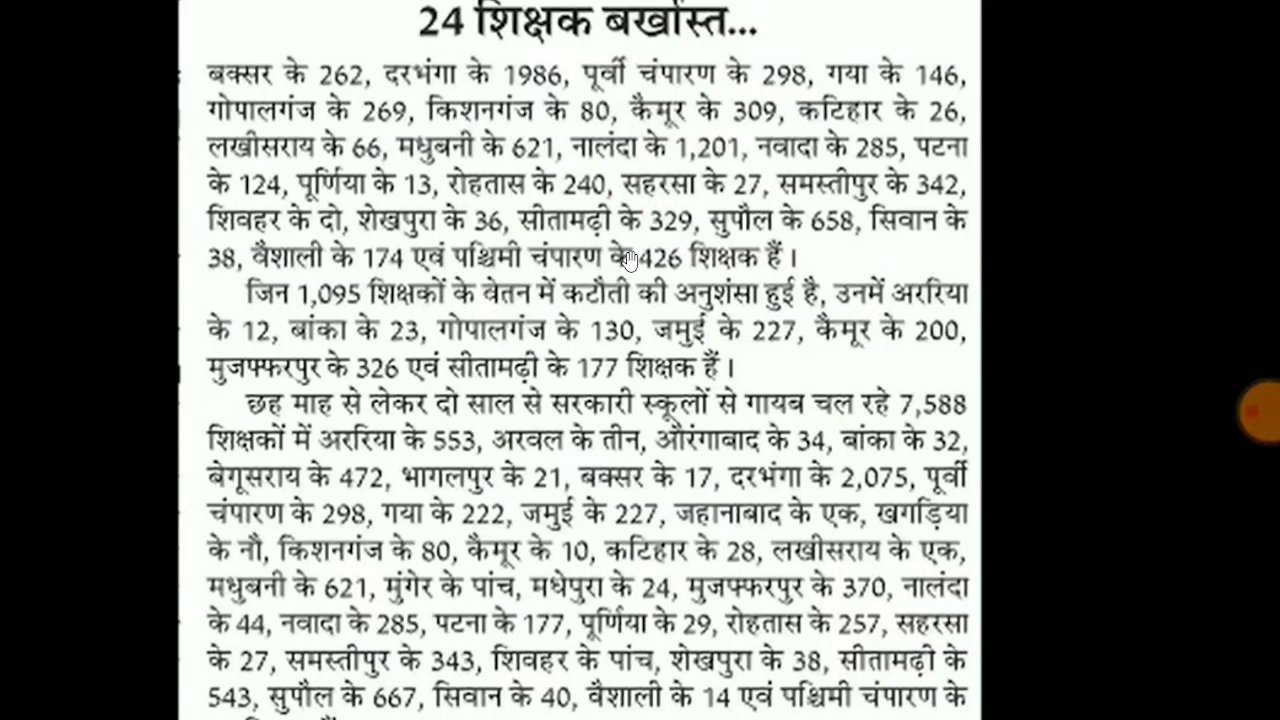 24 शिक्षक बर्खास्त...
बक्सर के 262, दरभंगा के 1986, पूर्वी चंपारण के 298, गया के 146,
गोपालगंज के 269, किशनगंज के 80, कैमूर के 309, कटिहार के 26,
लखीसराय के 66, मधुबनी के 621, नालंदा के 1,201, नवादा के 285, पटना
के 124, पूर्णिया के 13, रोहतास के 240, सहरसा के 27, समस्तीपुर के 342,
शिवहर के दो, शेखपुरा के 36, सीतामढ़ी के 329, सुपौल के 658, सिवान के
38, वैशाली के 174 एवं पश्चिमी चंपारण के 426 शिक्षक हैं।
जिन 1,095 शिक्षकों के वेतन में कटौती की अनुशंसा हुई है, उनमें अररिया
के 12, बांका के 23, गोपालगंज के 130, जमुई के 227, कैमूर के 200,
मुजफ्फरपुर के 326 एवं सीतामढ़ी के 177 शिक्षक हैं।
छह माह से लेकर दो साल से सरकारी स्कूलों से गायब चल रहे 7,588
शिक्षकों में अररिया के 553, अरवल के तीन, औरंगाबाद के 34, बांका के 32,
बेगूसराय के 472, भागलपुर के 21, बक्सर के 17, दरभंगा के 2,075, पूर्वी
चंपारण के 298, गया के 222, जमुई के 227, जहानाबाद के एक, खगड़िया
के नौ, किशनगंज के 80, कैमूर के 10, कटिहार के 28, लखीसराय के एक,
मधुबनी के 621, मुंगेर के पांच, मधेपुरा के 24, मुजफ्फरपुर के 370, नालंदा
के 44, नवादा के 285, पटना के 177, पूर्णिया के 29, रोहतास के 257, सहरसा
के 27, समस्तीपुर के 343, शिवहर के पांच, शेखपुरा के 38, सीतामढ़ी के
543, सुपौल के 667, सिवान के 40, वैशाली के 14 एवं पश्चिमी चंपारण के